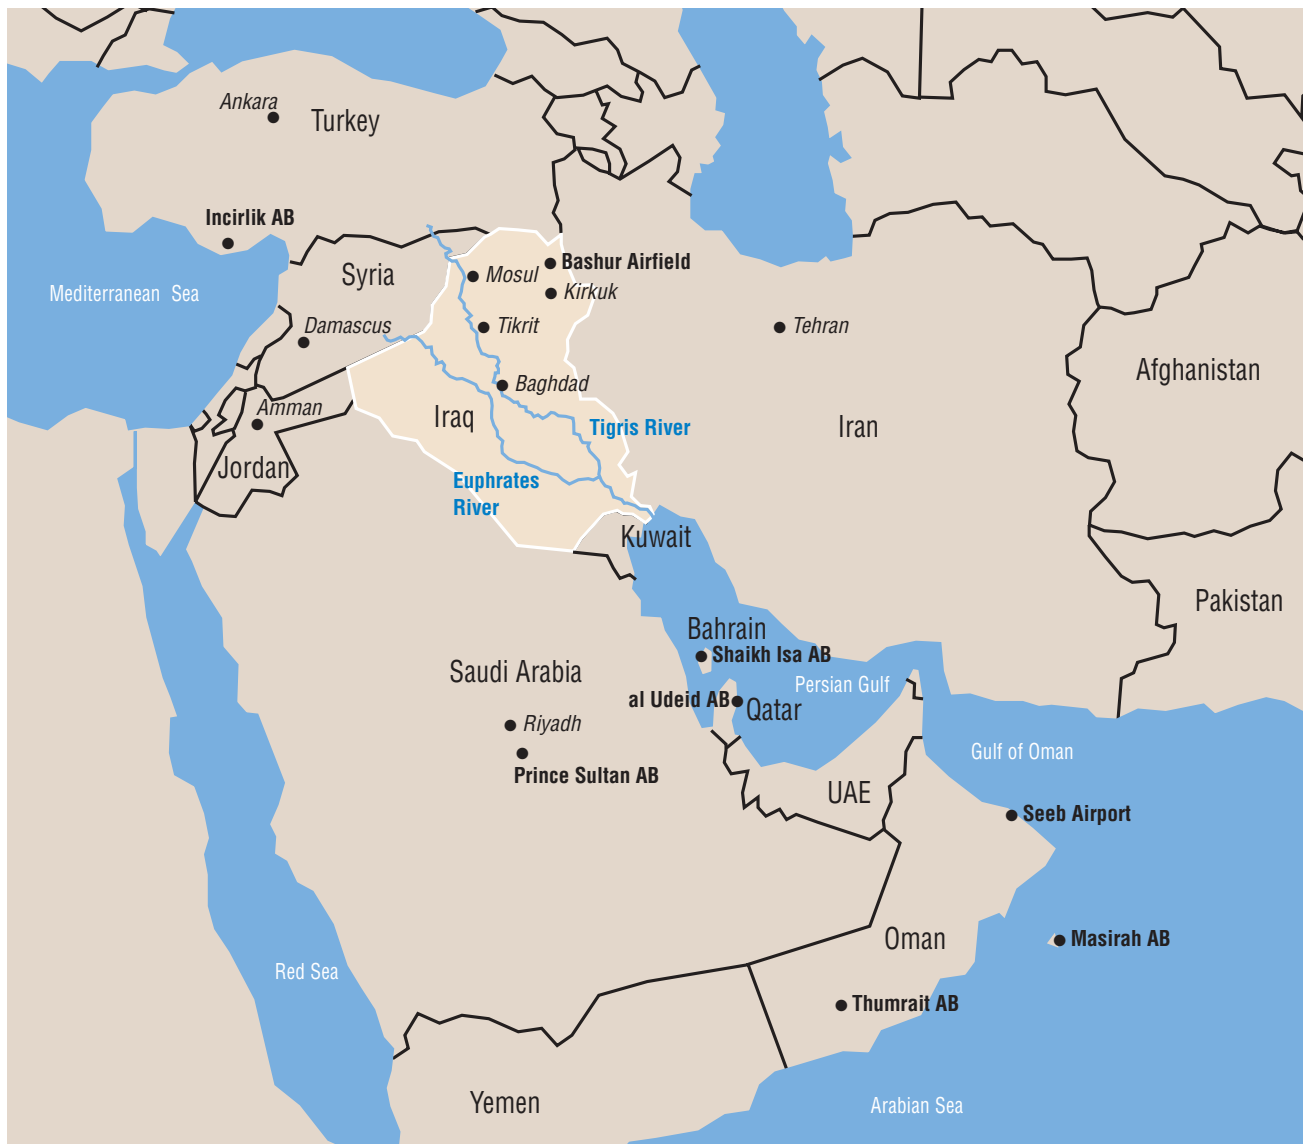 Ankara
Turkey
Incirlik AB
Mediterranean Sea
Syria
Mosul
Bashur Airfield
Kirkuk
Damascus
Tikrit
Tehran
Afghanistan
Baghdad
Amman
Iraq
Tigris River
Iran
Jordan
Euphrates
River
Kuwait
Pakistan
Bahrain
Shaikh Isa AB
Saudi Arabia
Persian Gulf
al Udeid AB
Qatar
Riyadh
Gulf of Oman
Prince Sultan AB
UAE
Seeb Airport
Oman
Masirah AB
Red Sea
Thumrait AB
Yemen
Arabian Sea